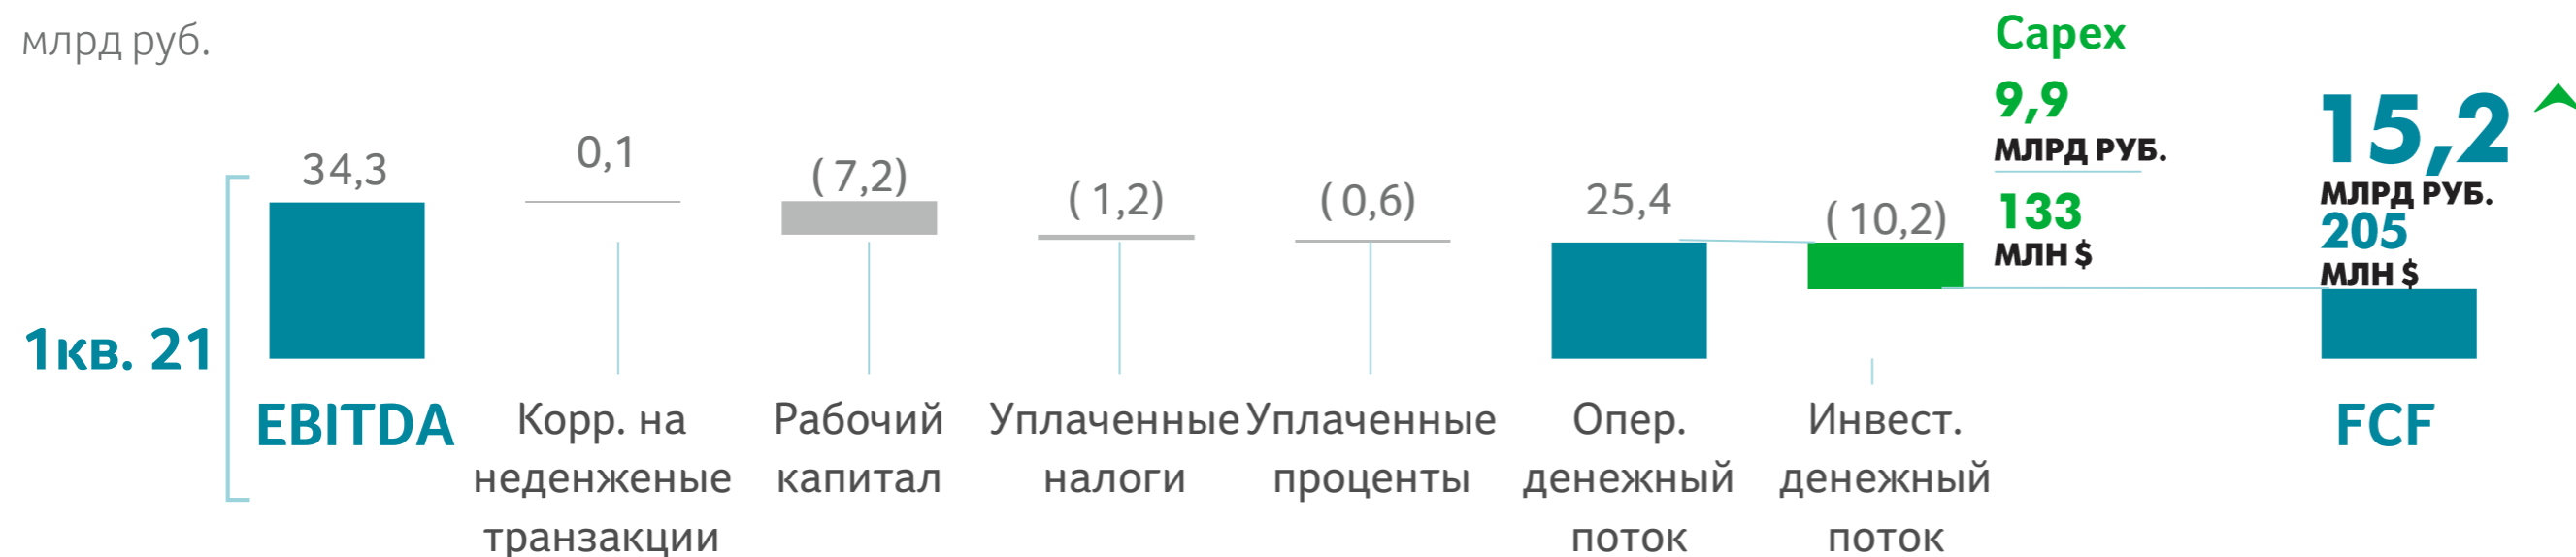 млрд руб.
Capex
9,9
МЛРД РУБ.
133
МЛН $
15,2
МЛРД РУБ.
205
МЛН $
34,3
0,1
( 7,2)
( 1,2)
( 0,6)
25,4
( 10,2)
1кв. 21
EBITDA
Корр. на
неденженые
транзакции
Рабочий
капитал
Уплаченные
налоги
Уплаченные
проценты
Опер.
денежный
поток
Инвест.
денежный
поток
FCF